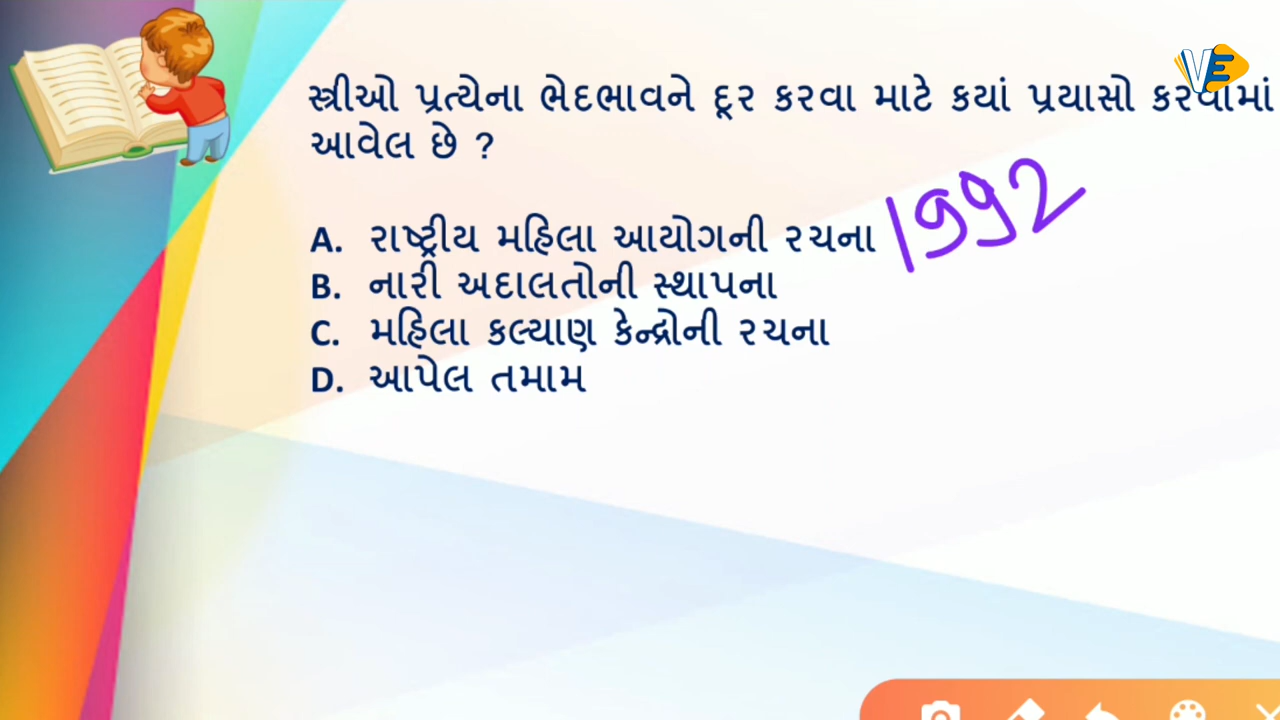 VE
સ્ત્રીઓ પ્રત્યેના ભેદભાવને દૂર કરવા માટે કયાં પ્રયાસો કરવામાં
આવેલ છે ?
A. રાષ્ટ્રીય મહિલા આયોગની રચના 1992
B. નારી અદાલતોની સ્થાપના
C. મહિલા કલ્યાણ કેન્દ્રોની રચના
D. આપેલ તમામ